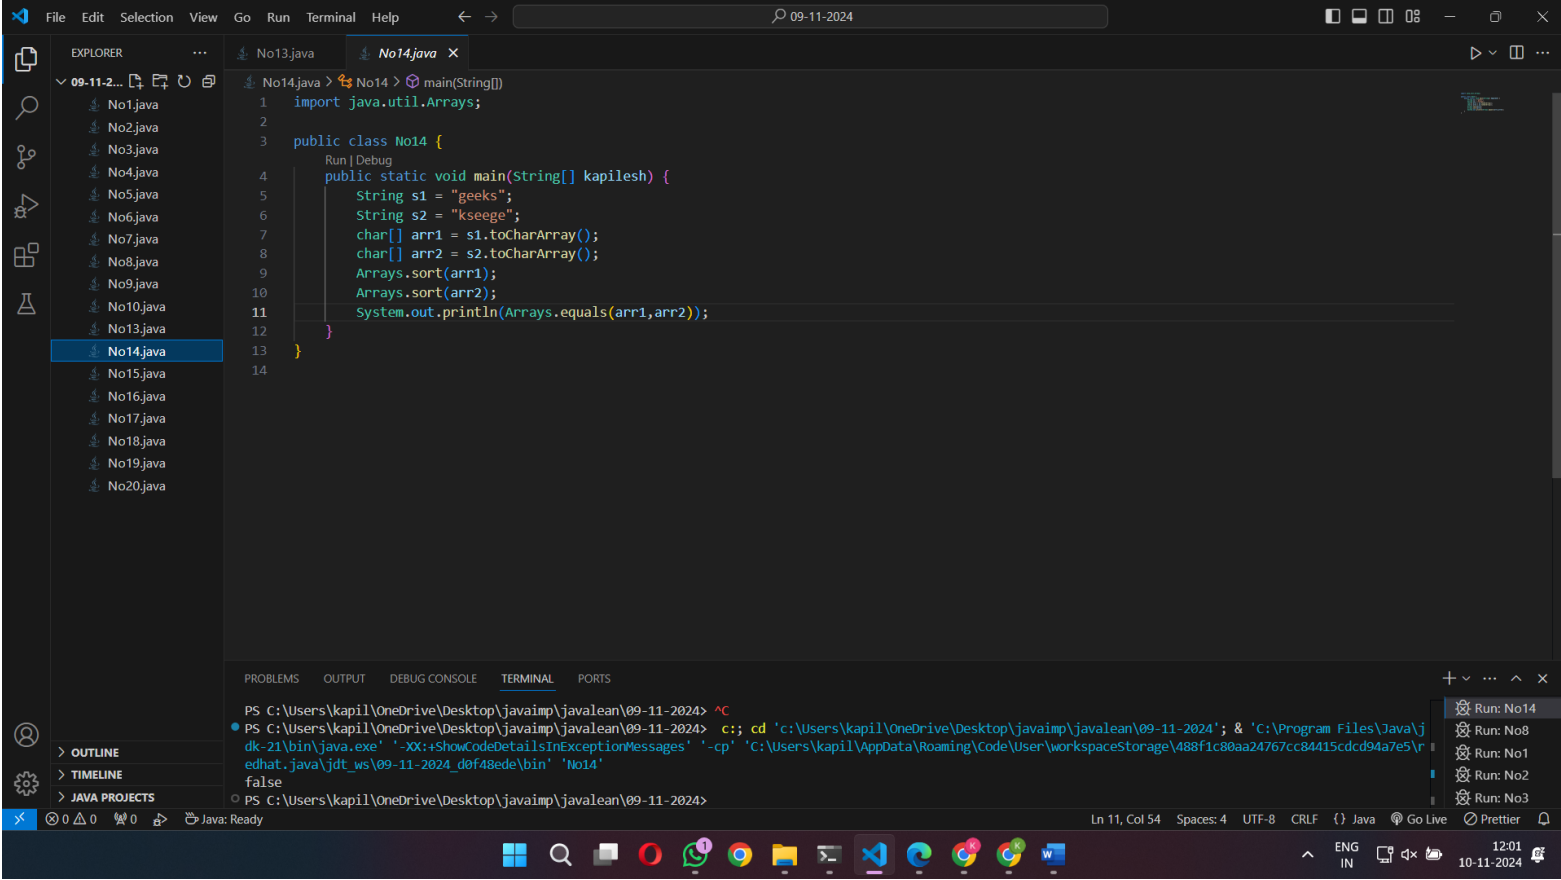 File Edit Selection View Go Run Terminal Help
09-11-2024
EXPLORER
09-11-2...
No1.java
No2.java
No3.java
No4.java
No5.java
No6.java
No7.java
No8.java
No9.java
No10.java
No13.java
No14.java
No15.java
No16.java
No17.java
No18.java
No19.java
No20.java
OUTLINE
TIMELINE
JAVA PROJECTS
No13.java No14.java
No14.java > No14 > main(String[])
1 import java.util.Arrays;
2
3 public class No14 {
Run | Debug
4 public static void main(String[] kapilesh) {
5 String s1 = "geeks";
6 String s2 = "kseege";
7 char[] arr1 = s1.toCharArray();
8 char[] arr2 = s2.toCharArray();
9 Arrays.sort(arr1);
10 Arrays.sort(arr2);
11 System.out.println(Arrays.equals(arr1,arr2));
12 }
13 }
14
PROBLEMS OUTPUT DEBUG CONSOLE TERMINAL PORTS
PS C:\Users\kapil\OneDrive\Desktop\javaimp\javalean\09-11-2024> ^C
PS C:\Users\kapil\OneDrive\Desktop\javaimp\javalean\09-11-2024> c:; cd 'c:\Users\kapil\OneDrive\Desktop\javaimp\javalean\09-11-2024'; & 'C:\Program Files\Java\j
dk-21\bin\java.exe' '-XX:+ShowCodeDetailsInExceptionMessages' '-cp' 'C:\Users\kapil\AppData\Roaming\Code\User\workspaceStorage\488f1c80aa24767cc84415cdcd94a7e5\r
edhat.java\jdt_ws\09-11-2024_d0f48ede\bin' 'No14'
false
PS C:\Users\kapil\OneDrive\Desktop\javaimp\javalean\09-11-2024>
Run: No14
Run: No8
Run: No1
Run: No2
Run: No3
0 0 0 Java: Ready Ln 11, Col 54 Spaces: 4 UTF-8 CRLF {} Java Go Live Prettier
1 K K ENG 12:01
IN 10-11-2024